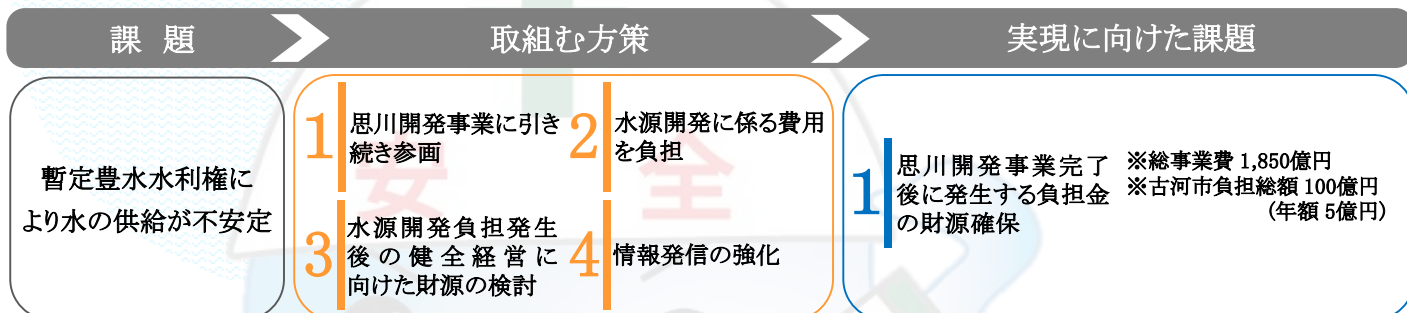 課 題
取組む方策
実現に向けた課題
暫定豊水水利権に
より水の供給が不安定
1
思川開発事業に引き
続き参画
2
水源開発に係る費用
を負担
3
水源開発負担発生
後の健全経営に
向けた財源の検討
4
情報発信の強化
1
思川開発事業完了
後に発生する負担金
の財源確保
※総事業費 1,850億円
※古河市負担総額 100億円
(年額 5億円)
安 全